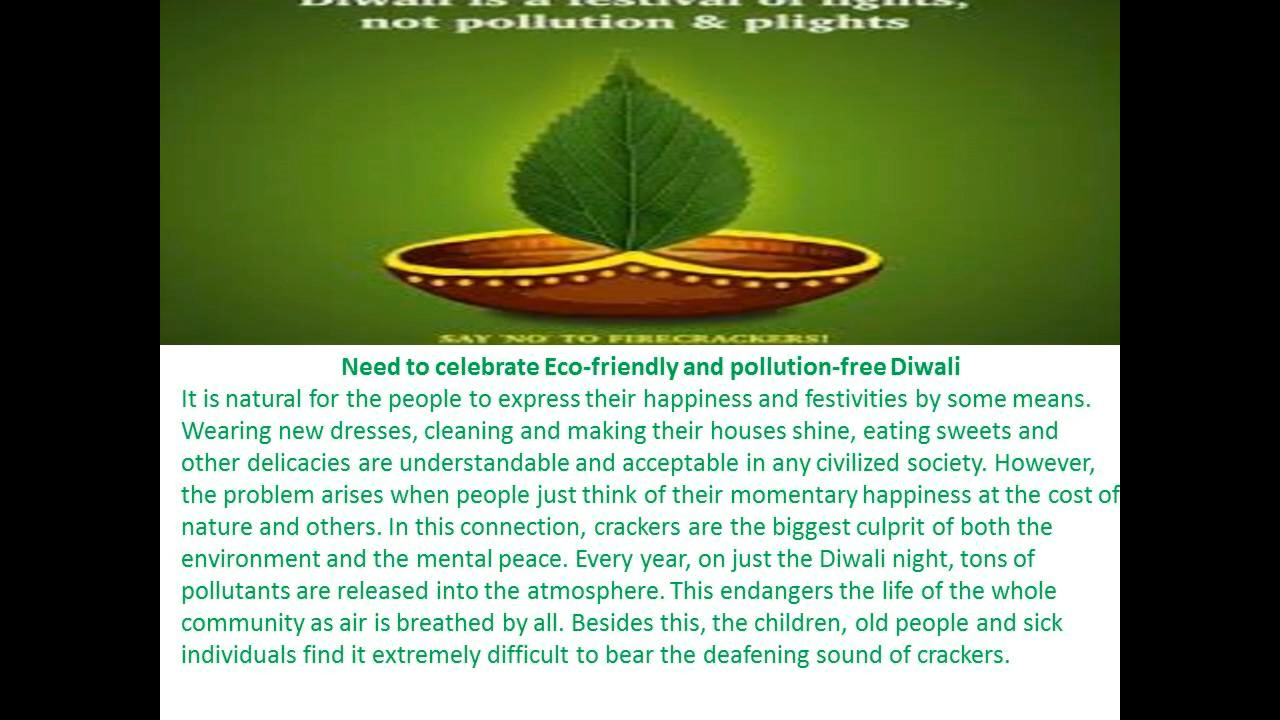 Diwali is a festival of lights,
not pollution & plights
SAY 'NO' TO FIRECRACKERS!
Need to celebrate Eco-friendly and pollution-free Diwali
It is natural for the people to express their happiness and festivities by some means.
Wearing new dresses, cleaning and making their houses shine, eating sweets and
other delicacies are understandable and acceptable in any civilized society. However,
the problem arises when people just think of their momentary happiness at the cost of
nature and others. In this connection, crackers are the biggest culprit of both the
environment and the mental peace. Every year, on just the Diwali night, tons of
pollutants are released into the atmosphere. This endangers the life of the whole
community as air is breathed by all. Besides this, the children, old people and sick
individuals find it extremely difficult to bear the deafening sound of crackers.